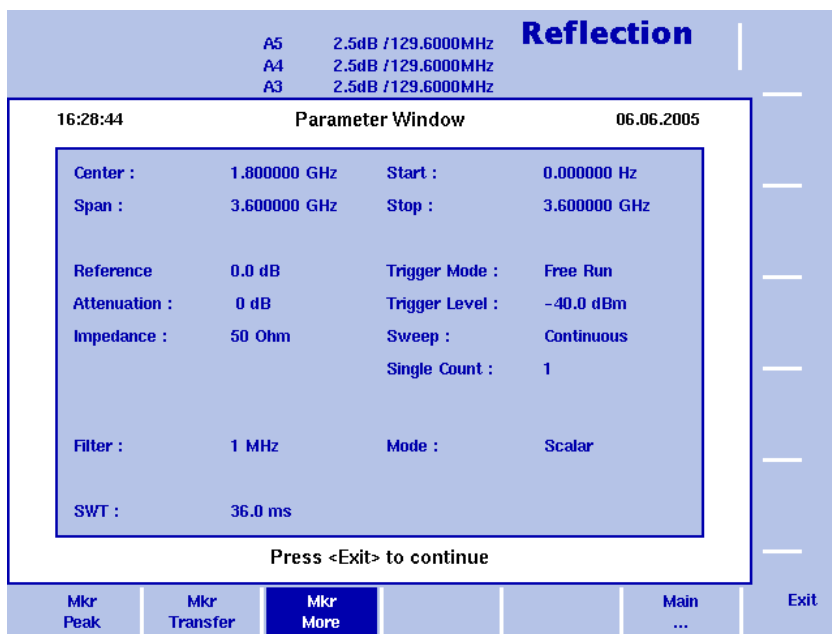 Reflection
A5 2.5dB /129.6000MHz
A4 2.5dB /129.6000MHz
A3 2.5dB /129.6000MHz
16:28:44 Parameter Window 06.06.2005
Center : 1.800000 GHz Start : 0.000000 Hz
Span : 3.600000 GHz Stop : 3.600000 GHz
Reference 0.0 dB Trigger Mode : Free Run
Attenuation : 0 dB Trigger Level : -40.0 dBm
Impedance : 50 Ohm Sweep : Continuous
Single Count : 1
Filter : 1 MHz Mode : Scalar
SWT : 36.0 ms
Press <Exit> to continue
Mkr Mkr Mkr Main Exit
Peak Transfer More ...